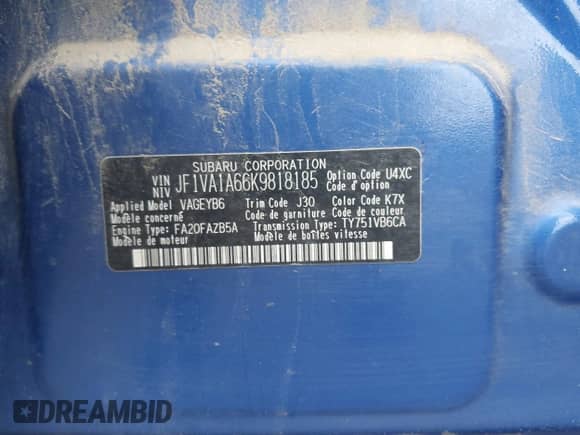 SUBARU CORPORATION
VIN NIV JF1VA1A66K9818185 Option Code U4XC
Code d'option
Applied Model VAGEYB6 Trim Code J30 Color Code K7X
Modèle concerné Code de garniture Code de couleur
Engine Type: FA20FAZB5A Transmission Type: TY751VB6CA
Modèle de moteur Modèle de boîtes vitesse
DREAMBID